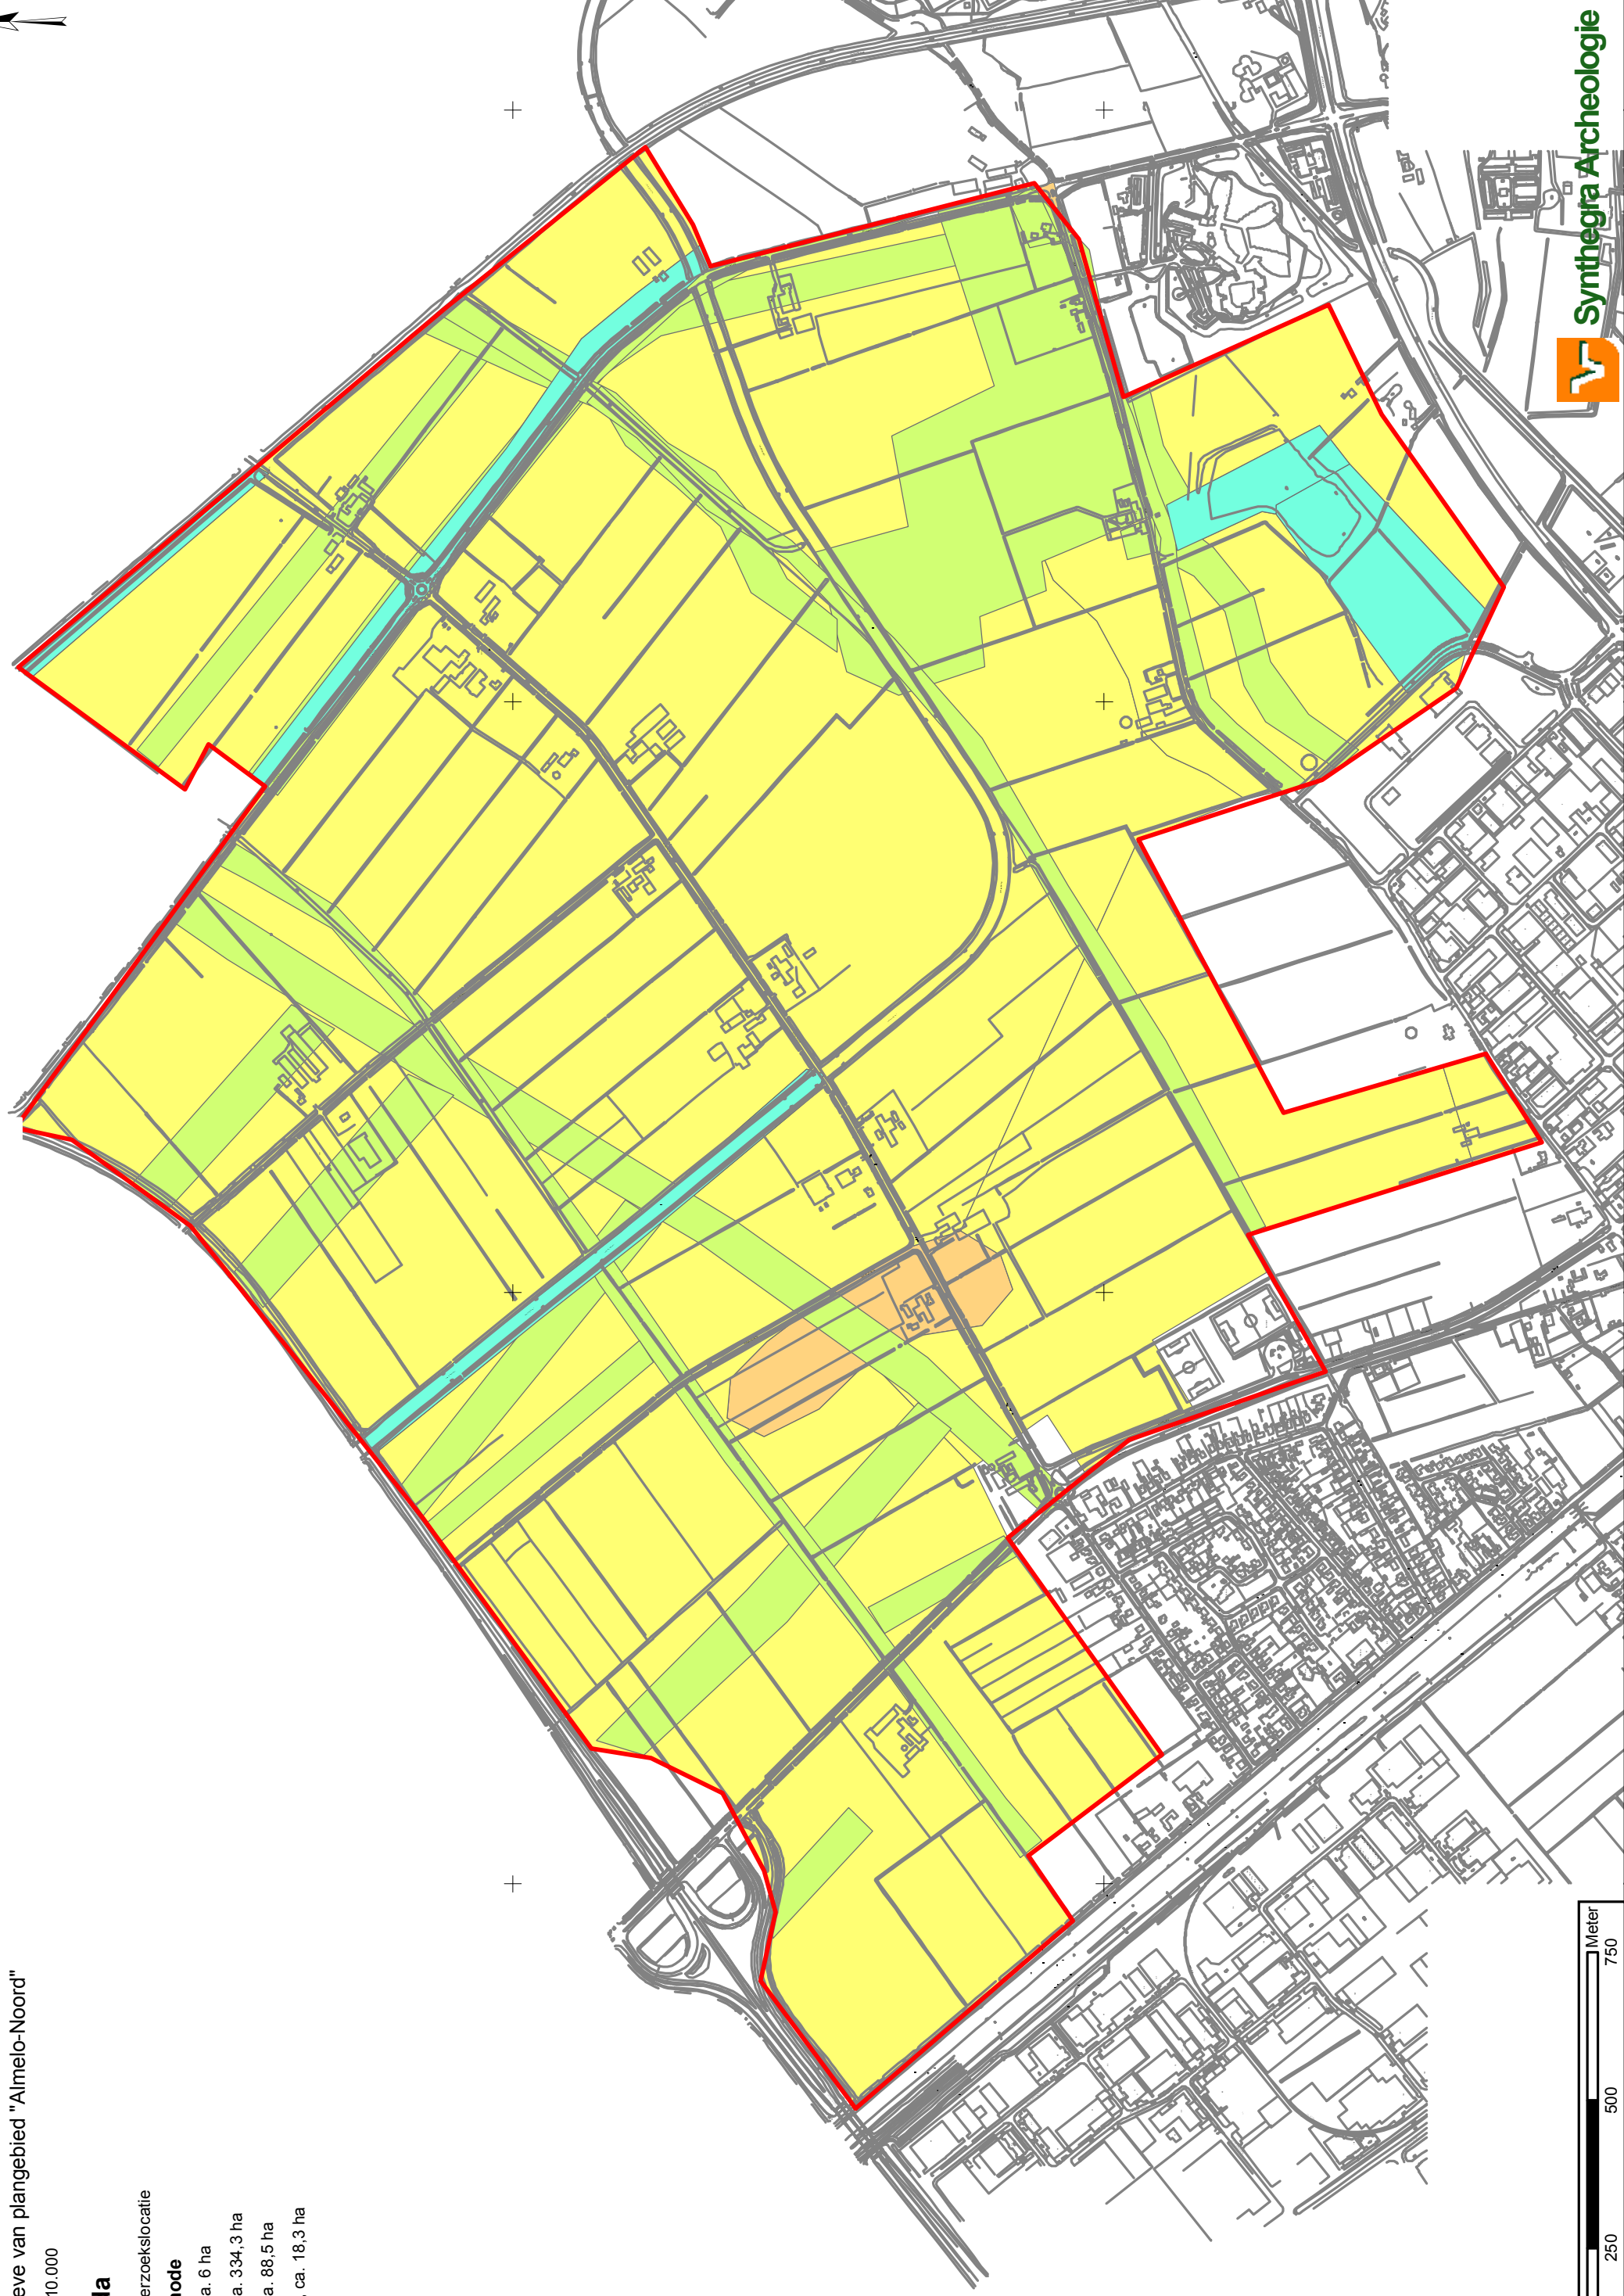 eve van plangebied "Almelo-Noord"
10.000
da
erzoekslocatie
ode
a. 6 ha
a. 334,3 ha
a. 88,5 ha
, ca. 18,3 ha
Synthegra Archeologie
250 500 750
Meter